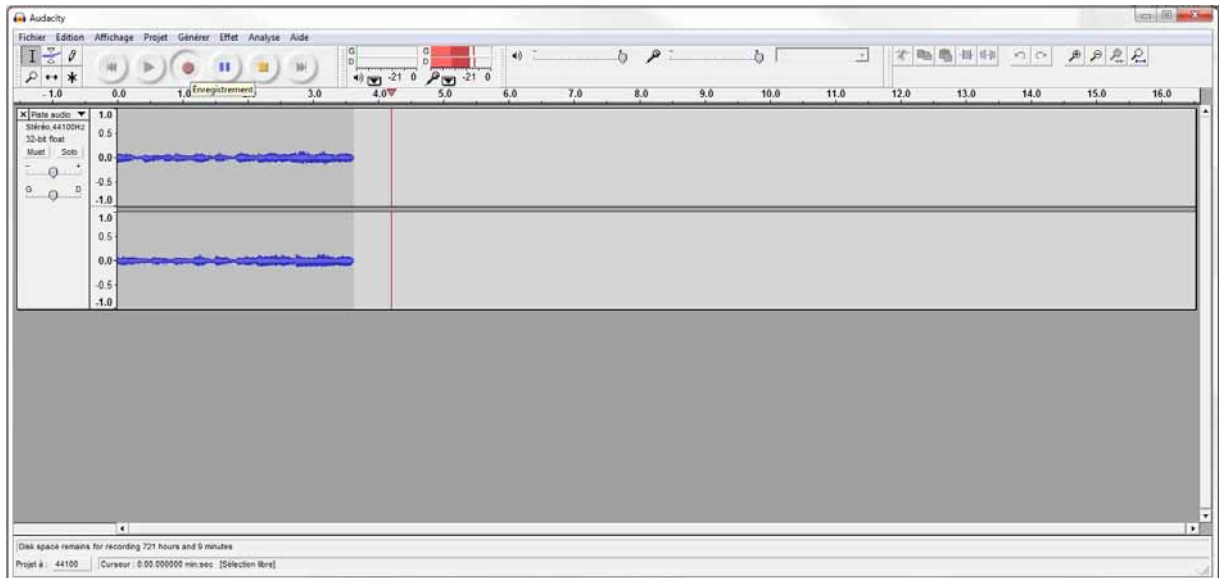 Audacity
Fichier Edition Affichage Projet Générer Effet Analyse Aide
G
D
-21 0
G
D
-21 0
Enregistrement
- 1.0 0.0 1.0 3.0 4.0 5.0 6.0 7.0 8.0 9.0 10.0 11.0 12.0 13.0 14.0 15.0 16.0
X Piste audio
Stéréo,44100Hz
32-bit float
Muet Solo
- +
G D
1.0
0.5
0.0
-0.5
-1.0
1.0
0.5
0.0
-0.5
-1.0
Disk space remains for recording 721 hours and 9 minutes
Projet à : 44100 Curseur : 0:00.000000 min:sec [Sélection libre]